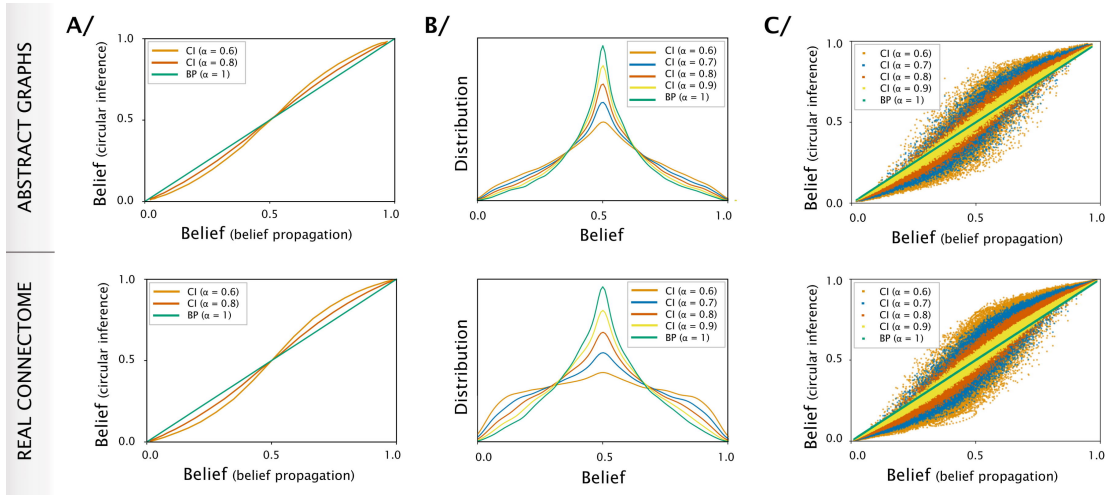 A/
B/
C/
ABSTRACT GRAPHS
Belief (circular inference)
1.0
0.5
0.0
CI (α = 0.6)
CI (α = 0.8)
BP (α = 1)
0.0 0.5 1.0
Belief (belief propagation)
Distribution
CI (α = 0.6)
CI (α = 0.7)
CI (α = 0.8)
CI (α = 0.9)
BP (α = 1)
0.0 0.5 1.0
Belief
Belief (circular inference)
1.0
0.5
0.0
CI (α = 0.6)
CI (α = 0.7)
CI (α = 0.8)
CI (α = 0.9)
BP (α = 1)
0.0 0.5 1.0
Belief (belief propagation)
REAL CONNECTOME
Belief (circular inference)
1.0
0.5
0.0
CI (α = 0.6)
CI (α = 0.8)
BP (α = 1)
0.0 0.5 1.0
Belief (belief propagation)
Distribution
CI (α = 0.6)
CI (α = 0.7)
CI (α = 0.8)
CI (α = 0.9)
BP (α = 1)
0.0 0.5 1.0
Belief
Belief (circular inference)
1.0
0.5
0.0
CI (α = 0.6)
CI (α = 0.7)
CI (α = 0.8)
CI (α = 0.9)
BP (α = 1)
0.0 0.5 1.0
Belief (belief propagation)